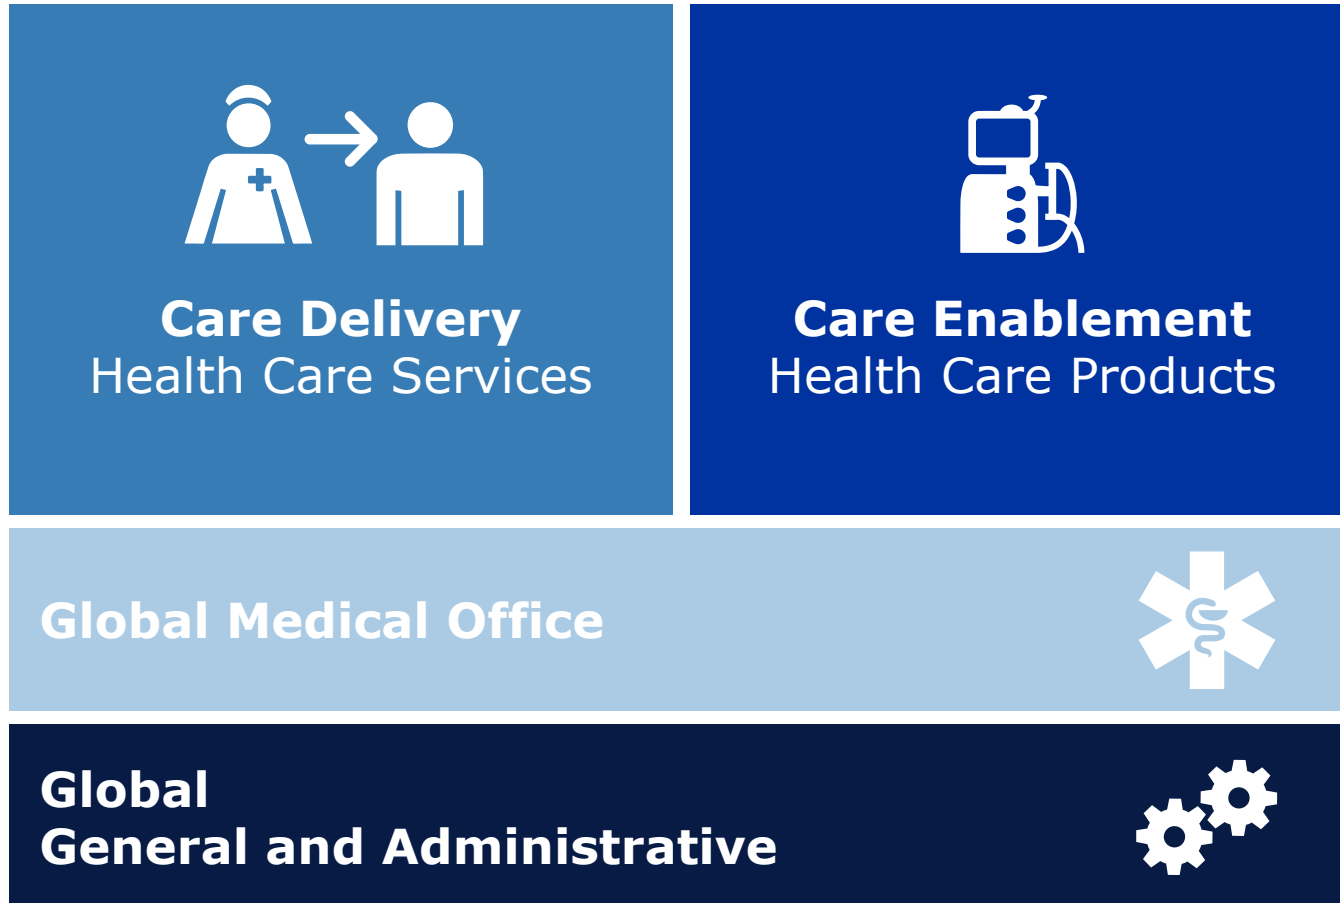 Care Delivery
Health Care Services
Care Enablement
Health Care Products
Global Medical Office
Global
General and Administrative